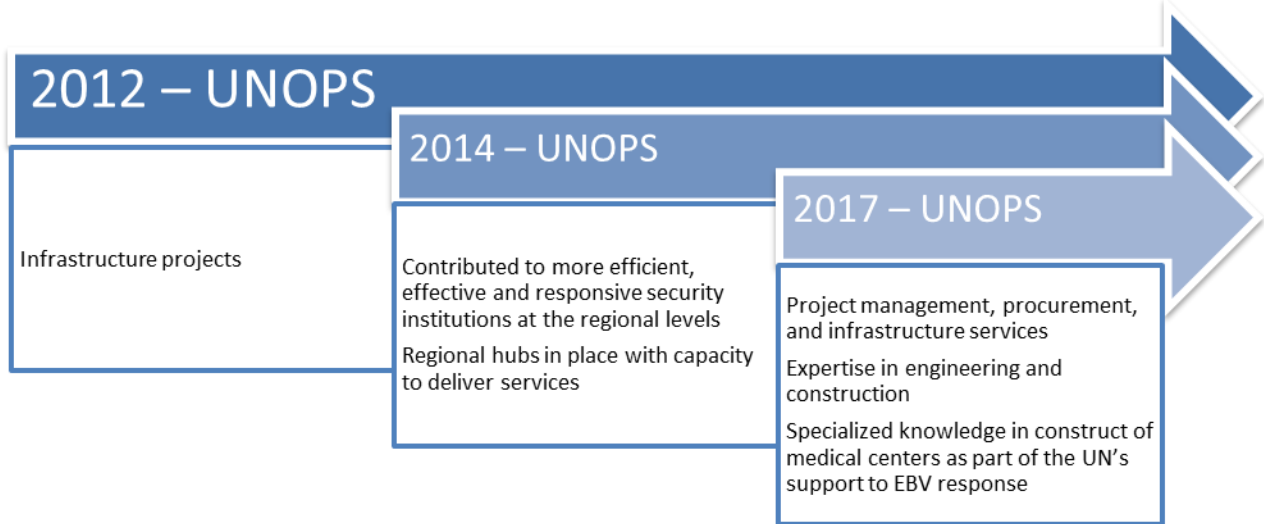 2012 – UNOPS
Infrastructure projects
2014 – UNOPS
Contributed to more efficient,
effective and responsive security
institutions at the regional levels
Regional hubs in place with capacity
to deliver services
2017 – UNOPS
Project management, procurement,
and infrastructure services
Expertise in engineering and
construction
Specialized knowledge in construct of
medical centers as part of the UN’s
support to EBV response